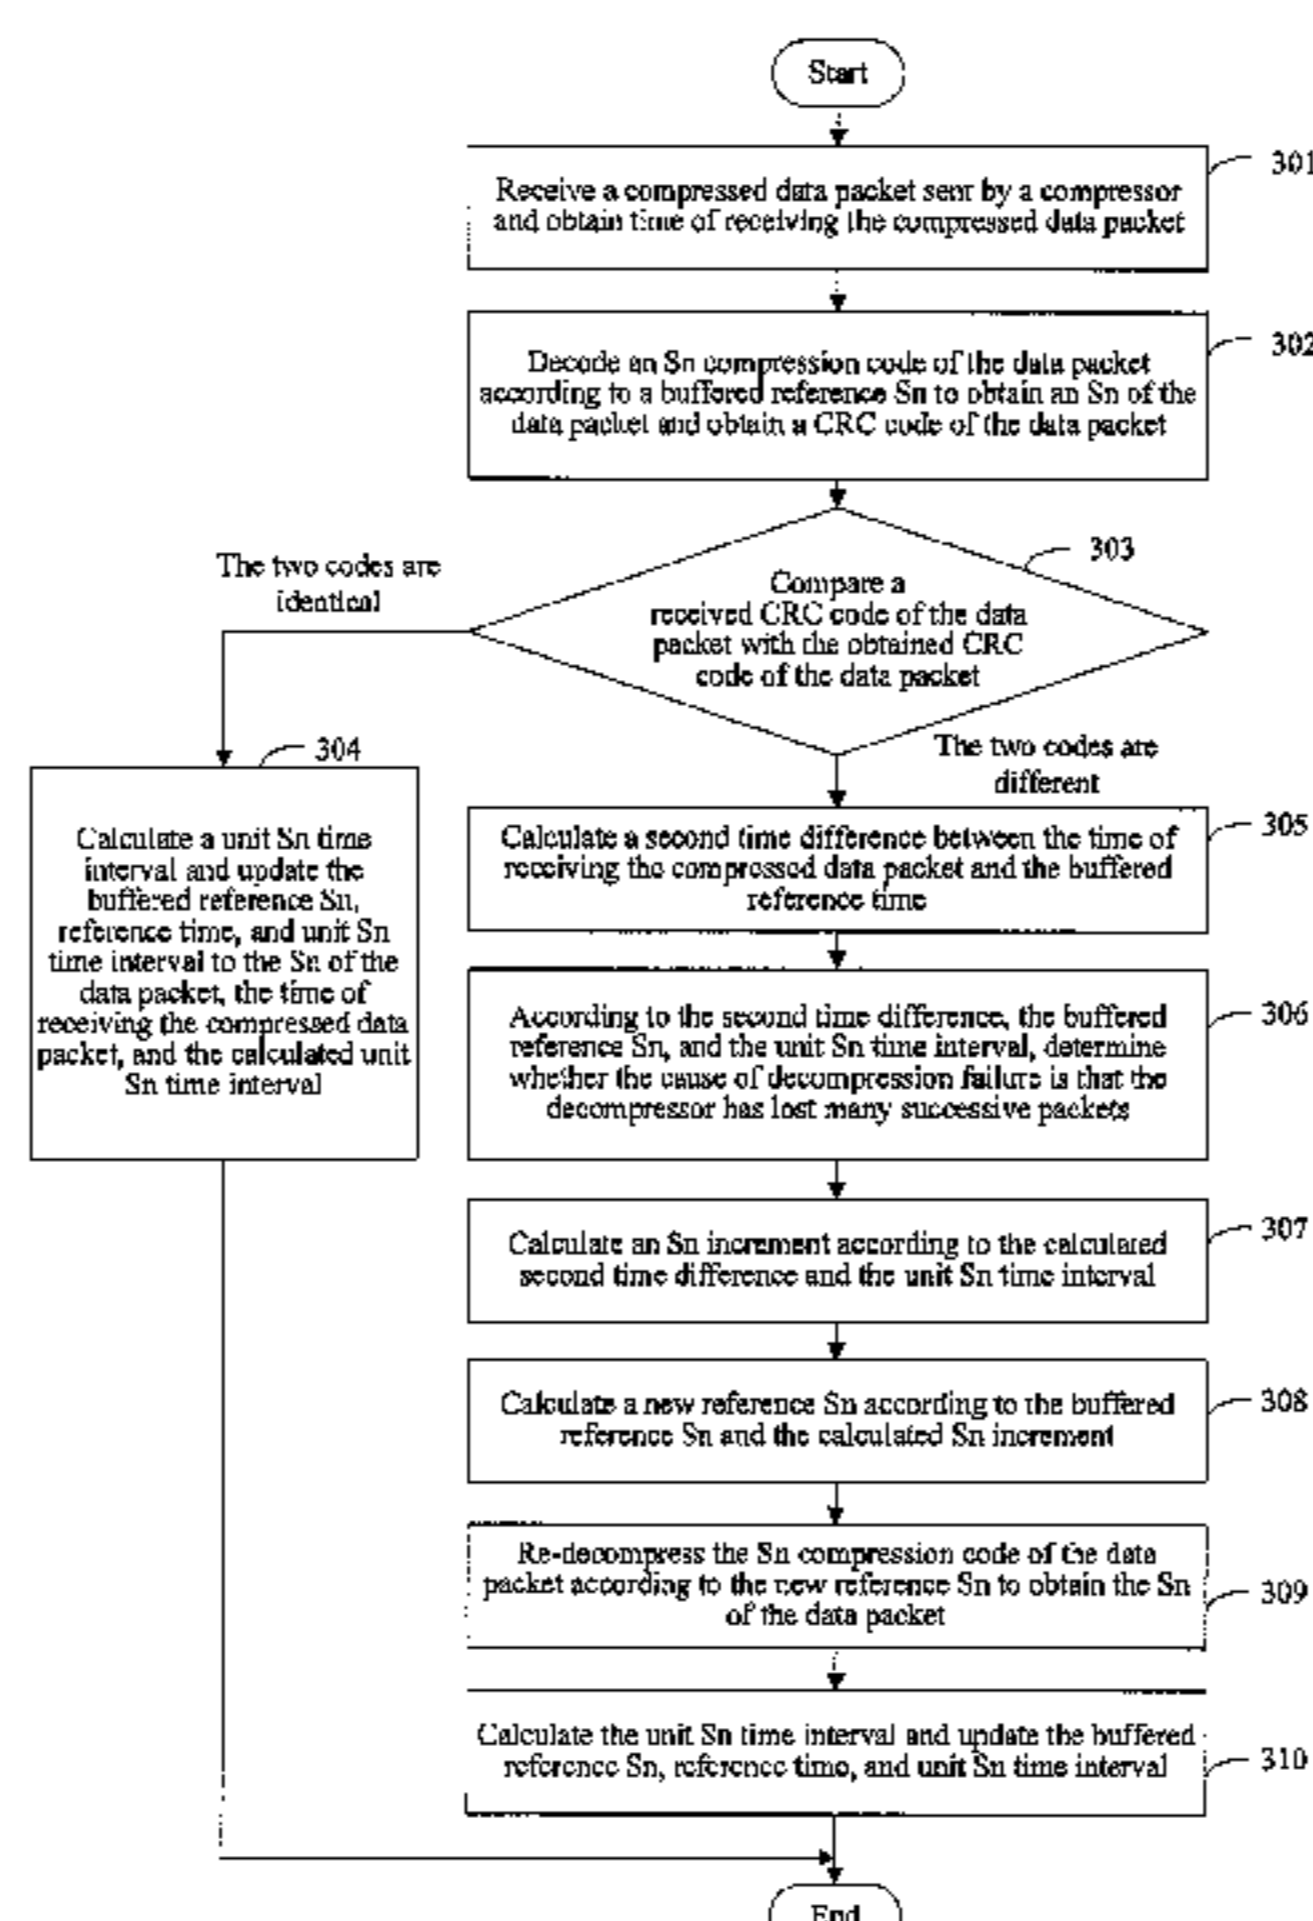 Start
301
Receive a compressed data packet sent by a compressor
and obtain time of receiving the compressed data packet
302
Decode an Sn compression code of the data packet
according to a buffered reference Sn to obtain an Sn of the
data packet and obtain a CRC code of the data packet
303
The two codes are
identical
Compare a
received CRC code of the data
packet with the obtained CRC
code of the data packet
The two codes are
different
304
Calculate a unit Sn time
interval and update the
buffered reference Sn,
reference time, and unit Sn
time interval to the Sn of the
data packet, the time of
receiving the compressed data
packet, and the calculated unit
Sn time interval
305
Calculate a second time difference between the time of
receiving the compressed data packet and the buffered
reference time
306
According to the second time difference, the buffered
reference Sn, and the unit Sn time interval, determine
whether the cause of decompression failure is that the
decompressor has lost many successive packets
307
Calculate an Sn increment according to the calculated
second time difference and the unit Sn time interval
308
Calculate a new reference Sn according to the buffered
reference Sn and the calculated Sn increment
309
Re-decompress the Sn compression code of the data
packet according to the new reference Sn to obtain the Sn
of the data packet
310
Calculate the unit Sn time interval and update the buffered
reference Sn, reference time, and unit Sn time interval
End